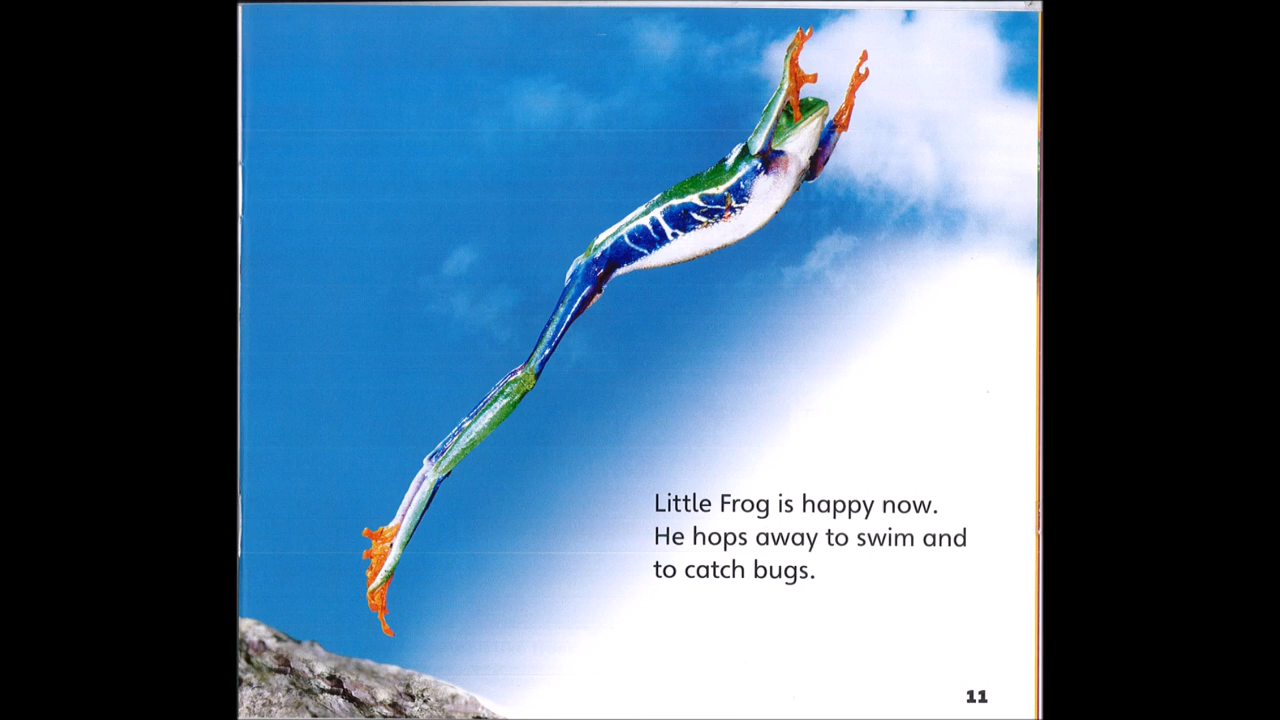 Little Frog is happy now.
He hops away to swim and
to catch bugs.
11